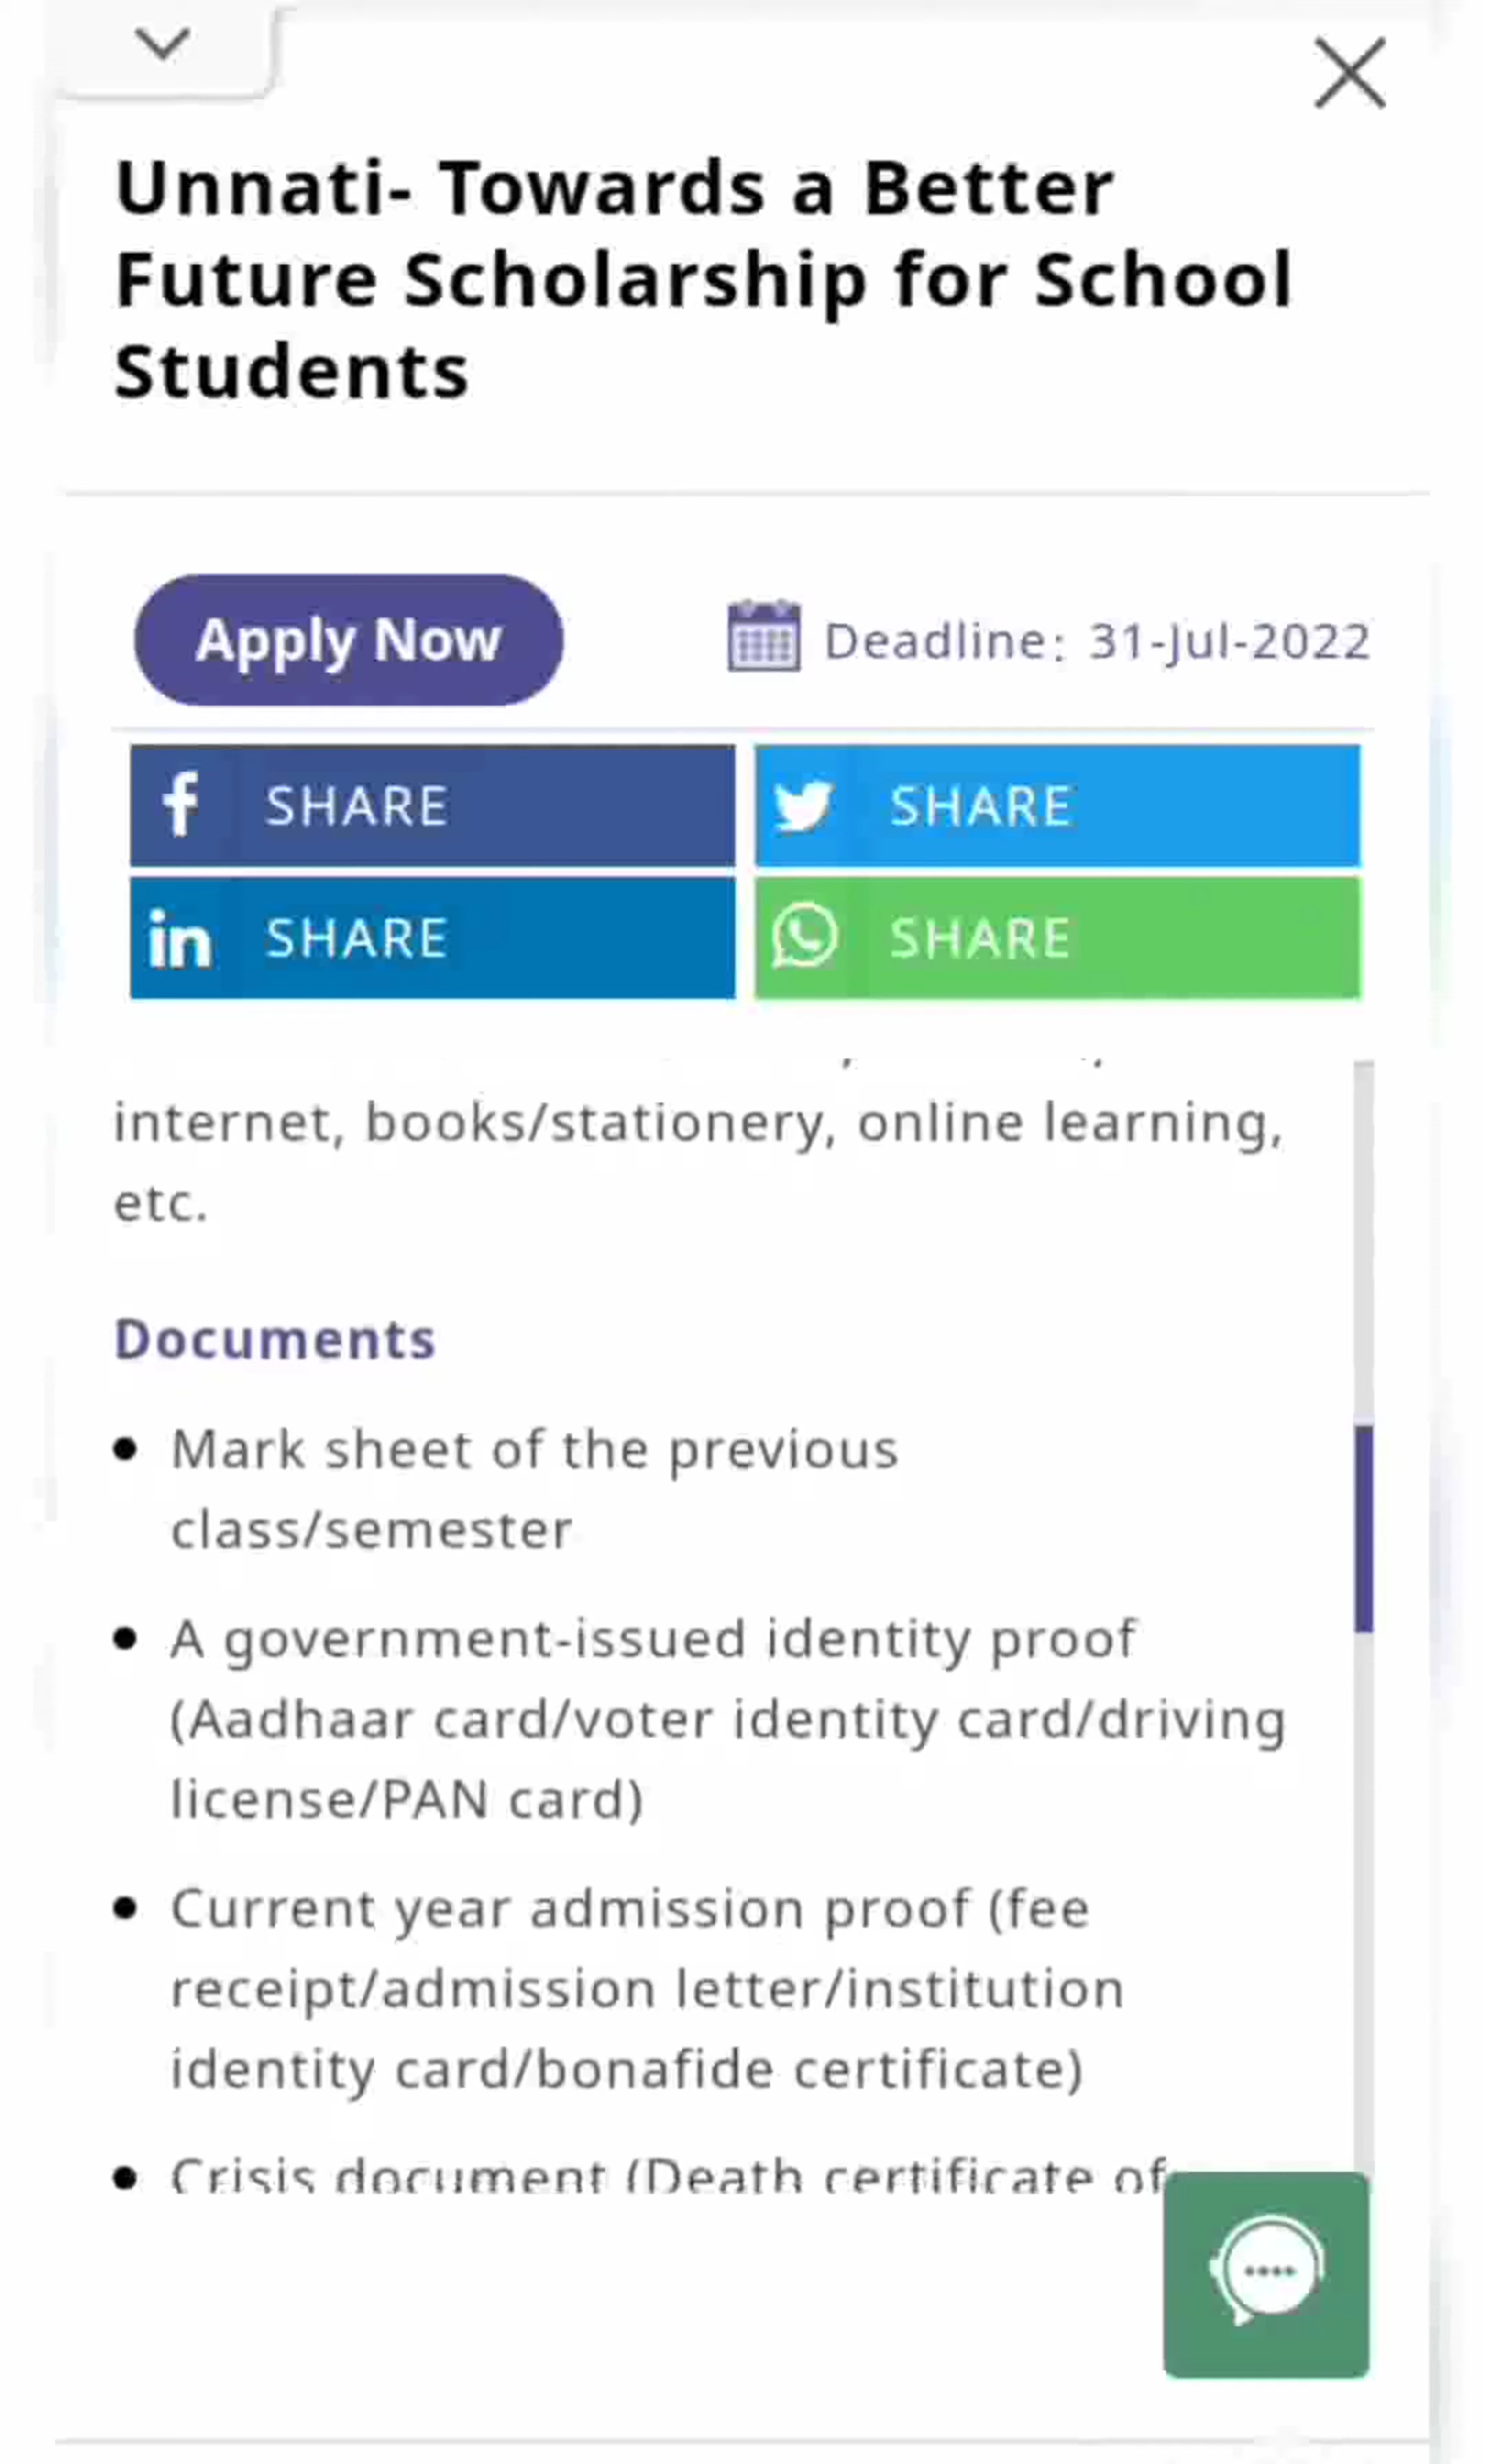 Unnati- Towards a Better
Future Scholarship for School
Students
Apply Now
Deadline: 31-Jul-2022
SHARE
SHARE
SHARE
SHARE
internet, books/stationery, online learning,
etc.
Documents
• Mark sheet of the previous
class/semester
• A government-issued identity proof
(Aadhaar card/voter identity card/driving
license/PAN card)
• Current year admission proof (fee
receipt/admission letter/institution
identity card/bonafide certificate)
• Crisis document (Death certificate of